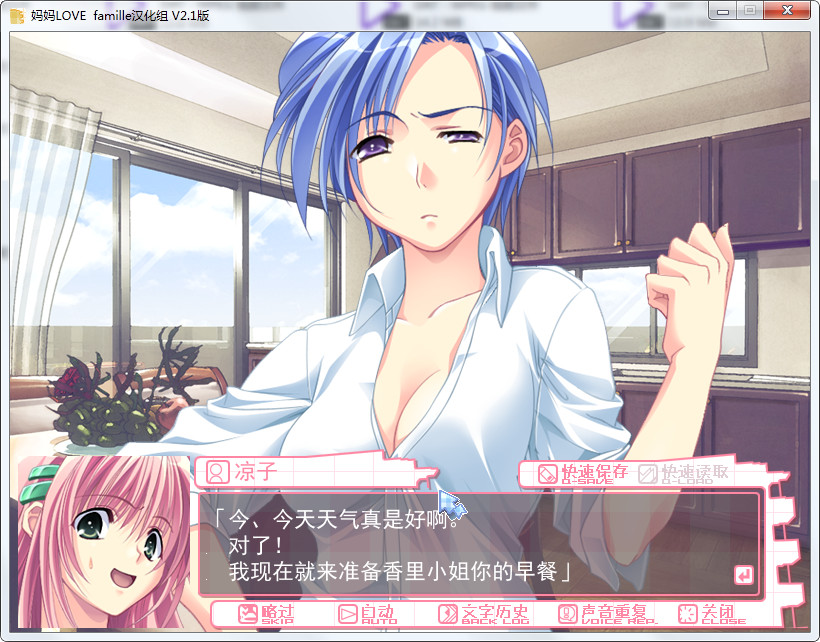 妈妈LOVE famille汉化组 V2.1版
凉子
快速保存
Q-SAVE
快速读取
Q-LOAD
「今、今天天气真是好啊。
对了！
我现在就来准备香里小姐你的早餐」
略过
SKIP
自动
AUTO
文字历史
BACK LOG
声音重复
VOICE REP.
关闭
CLOSE